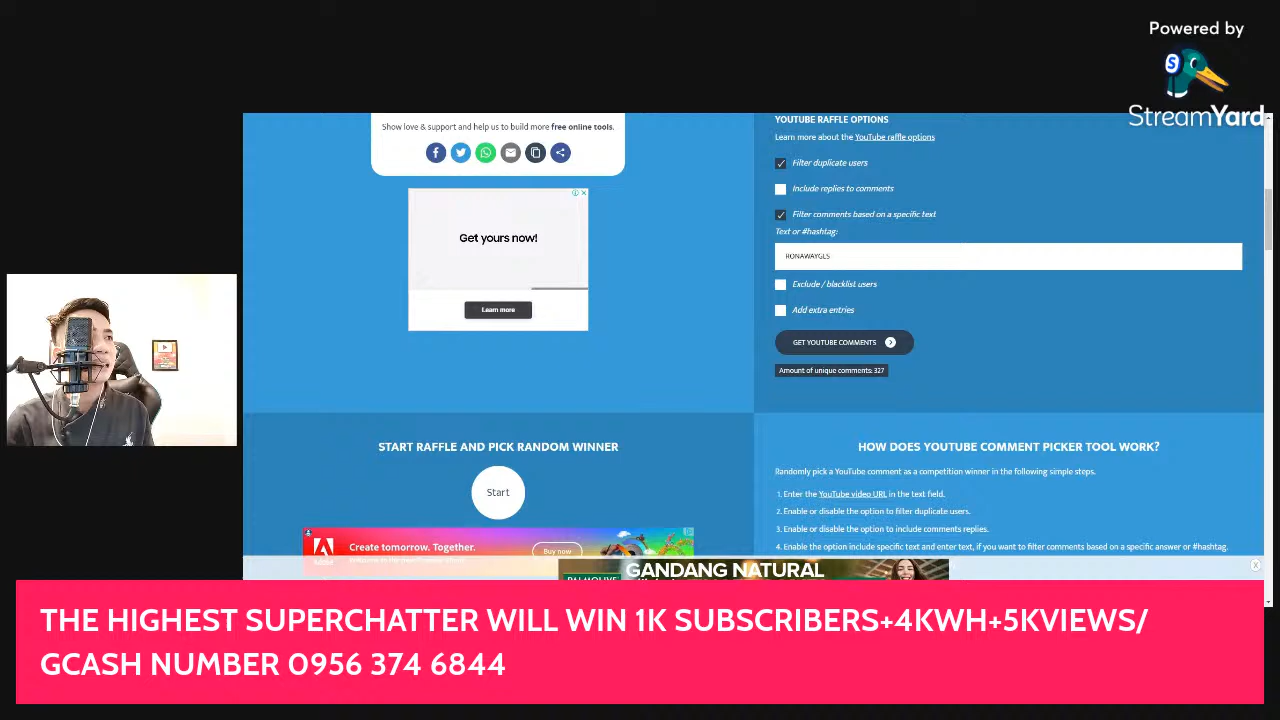 Powered by
StreamYard
Show love & support and help us to build more free online tools.
Get yours now!
Learn more
YOUTUBE RAFFLE OPTIONS
Learn more about the YouTube raffle options
Filter duplicate users
Include replies to comments
Filter comments based on a specific text
Text or #hashtag:
RONAWAYGLS
Exclude / blacklist users
Add extra entries
GET YOUTUBE COMMENTS
Amount of unique comments: 327
START RAFFLE AND PICK RANDOM WINNER
Start
Adobe
Create tomorrow. Together.
Buy now
HOW DOES YOUTUBE COMMENT PICKER TOOL WORK?
Randomly pick a YouTube comment as a competition winner in the following simple steps.
1. Enter the YouTube video URL in the text field.
2. Enable or disable the option to filter duplicate users.
3. Enable or disable the option to include comments replies.
4. Enable the option include specific text and enter text, if you want to filter comments based on a specific answer or #hashtag.
GANDANG NATURAL
THE HIGHEST SUPERCHATTER WILL WIN 1K SUBSCRIBERS+4KWH+5KVIEWS/
GCASH NUMBER 0956 374 6844